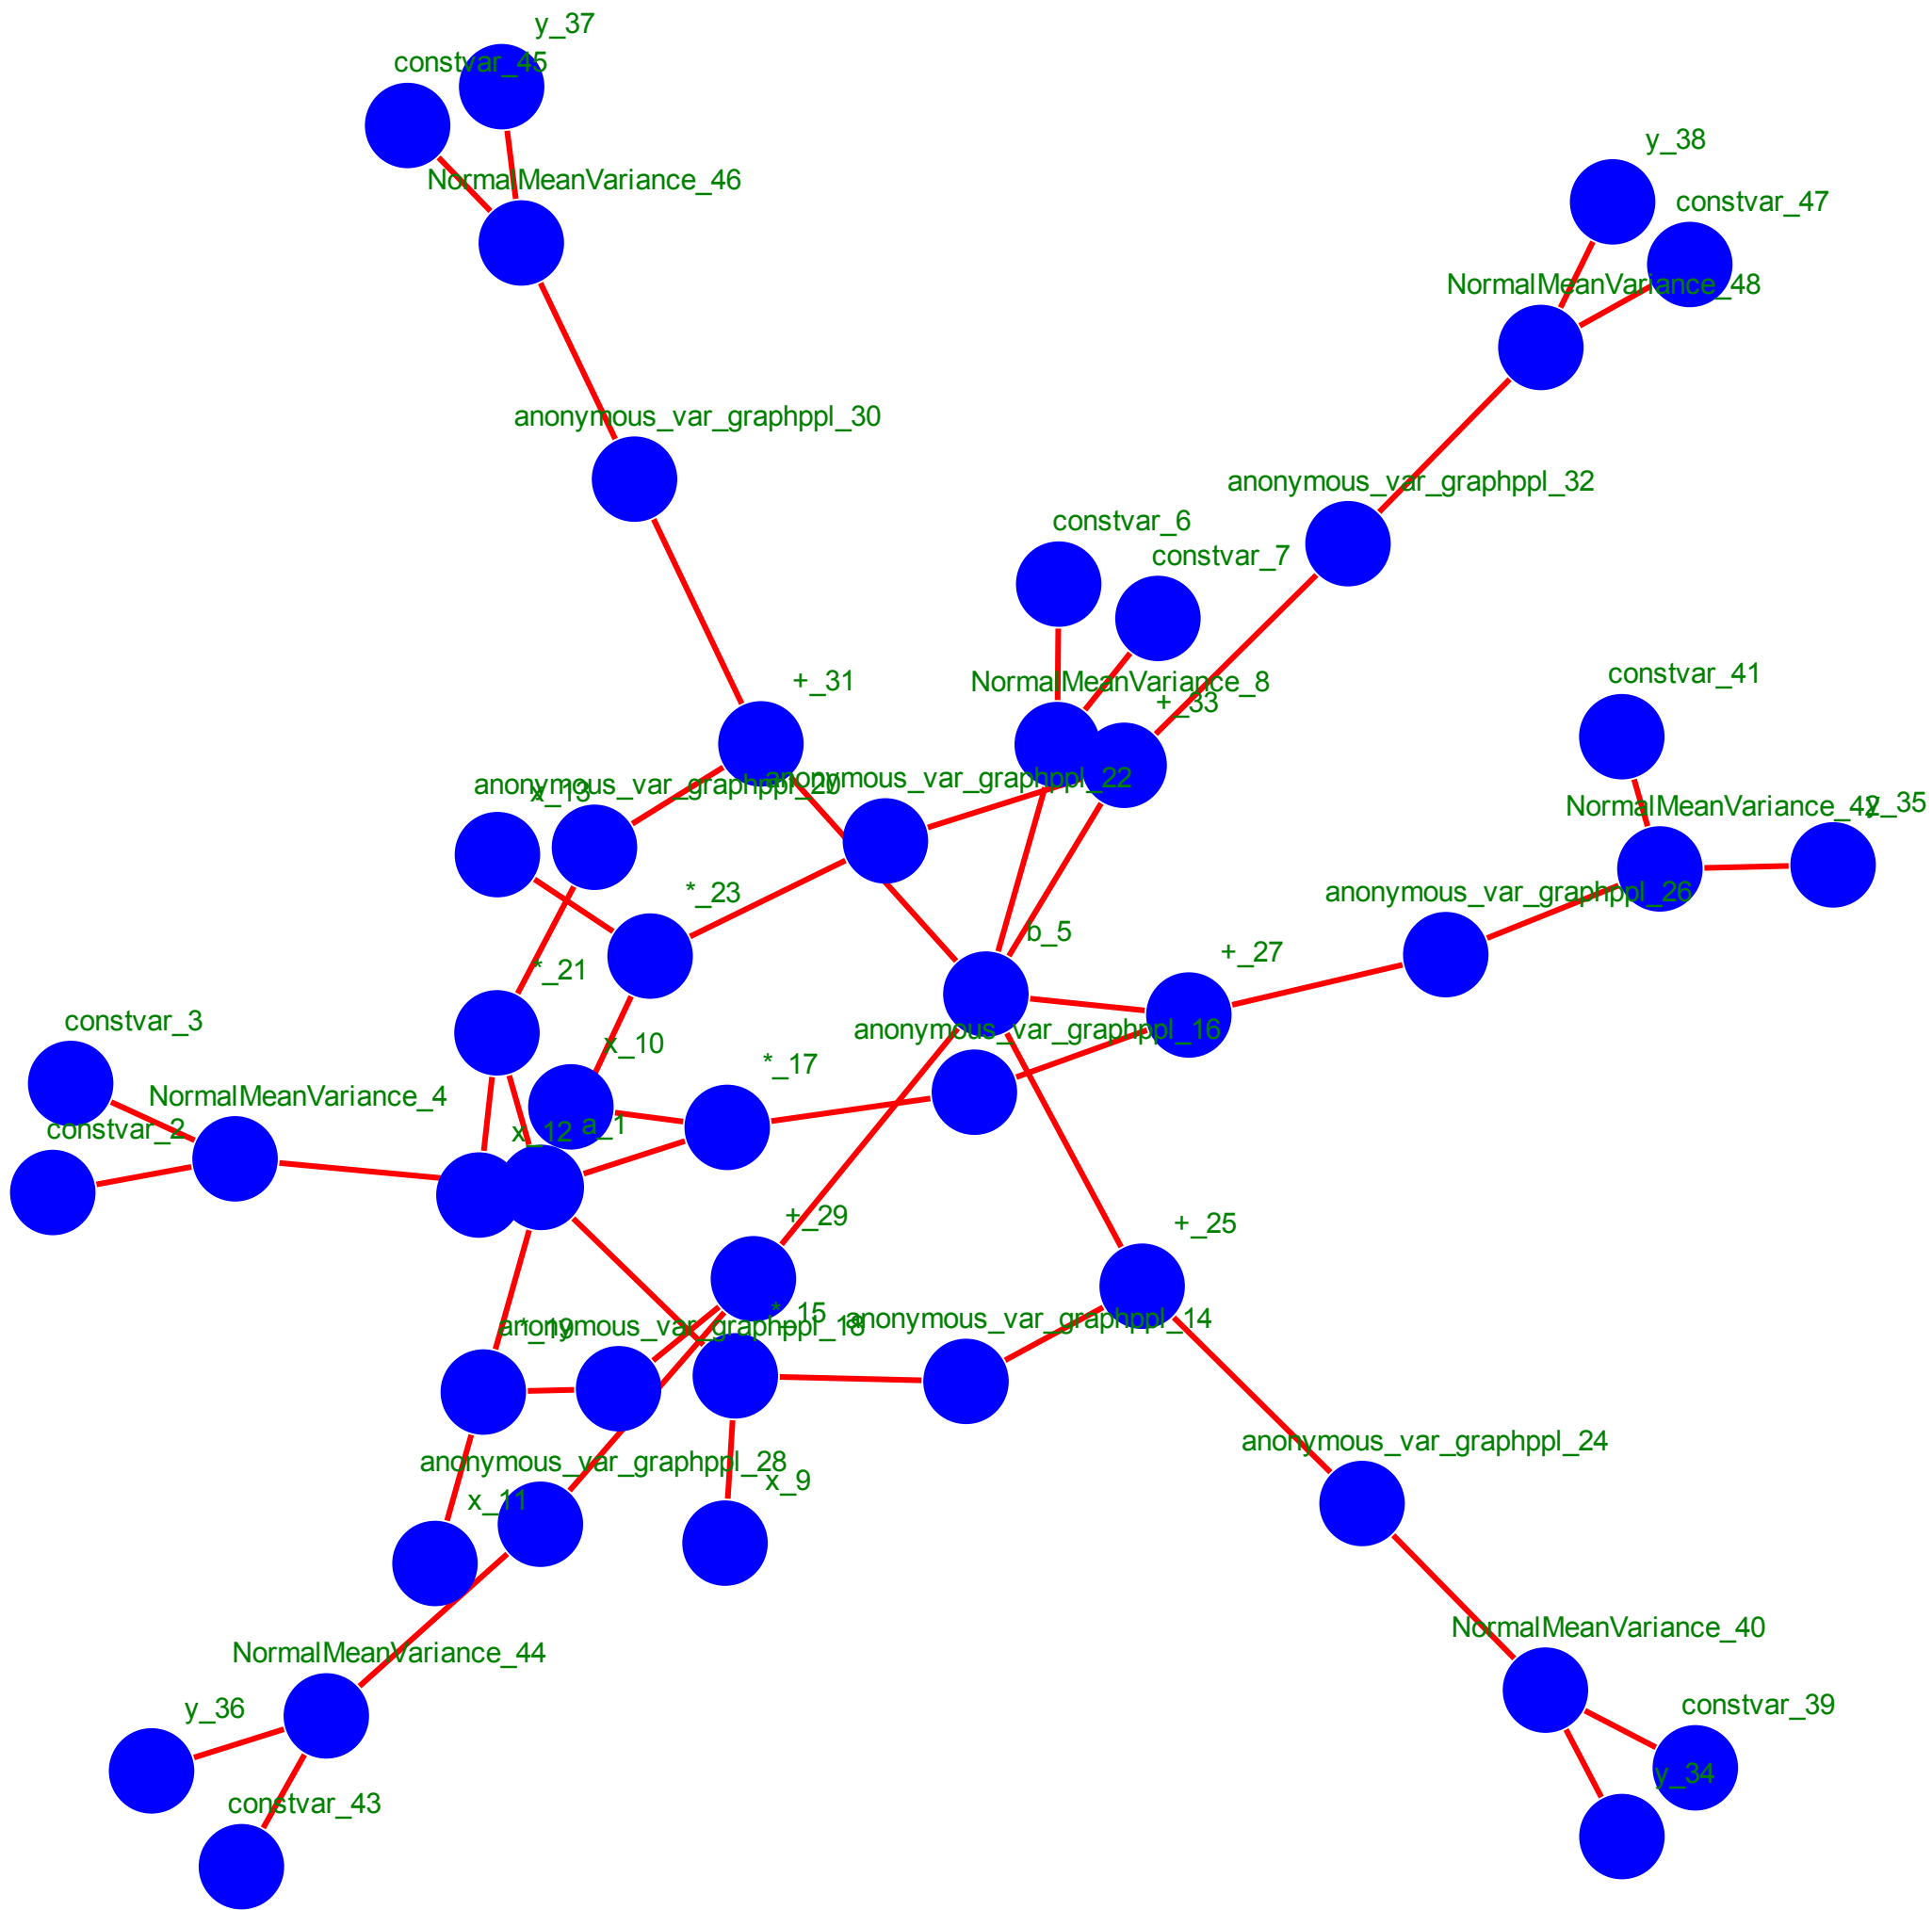 y_37
constvar_45
y_38
NormalMeanVariance_46
constvar_47
NormalMeanVariance_48
anonymous_var_graphppl_30
anonymous_var_graphppl_32
constvar_6
constvar_7
+_31
NormalMeanVariance_8
constvar_41
+_33
anonymous_var_graphppl_20
anonymous_var_graphppl_22
x_13
NormalMeanVariance_42
y_35
*_23
anonymous_var_graphppl_26
b_5
+_27
*_21
constvar_3
anonymous_var_graphppl_16
x_10
*_17
NormalMeanVariance_4
constvar_2
x_12
a_1
+_29
+_25
*_15
*_19
anonymous_var_graphppl_18
anonymous_var_graphppl_14
anonymous_var_graphppl_24
anonymous_var_graphppl_28
x_9
x_11
NormalMeanVariance_40
NormalMeanVariance_44
y_36
constvar_39
y_34
constvar_43